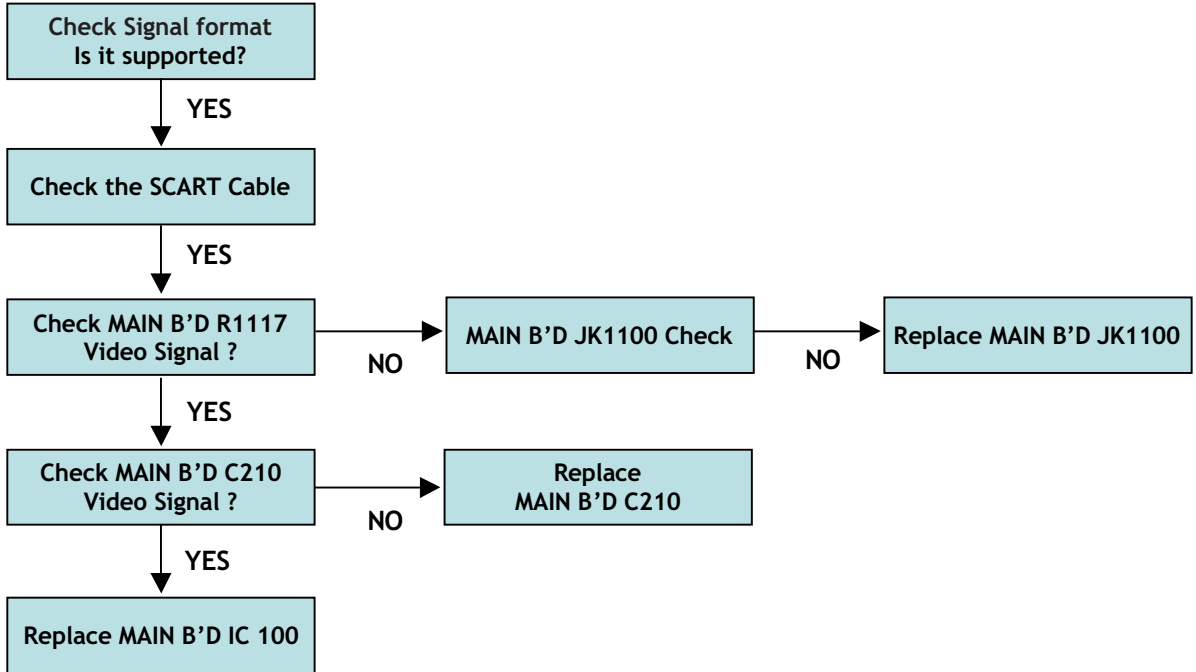 Check Signal format
Is it supported?
YES
Check the SCART Cable
YES
Check MAIN B’D R1117
Video Signal ?
NO
MAIN B’D JK1100 Check
NO
Replace MAIN B’D JK1100
YES
Check MAIN B’D C210
Video Signal ?
NO
Replace
MAIN B’D C210
YES
Replace MAIN B’D IC 100